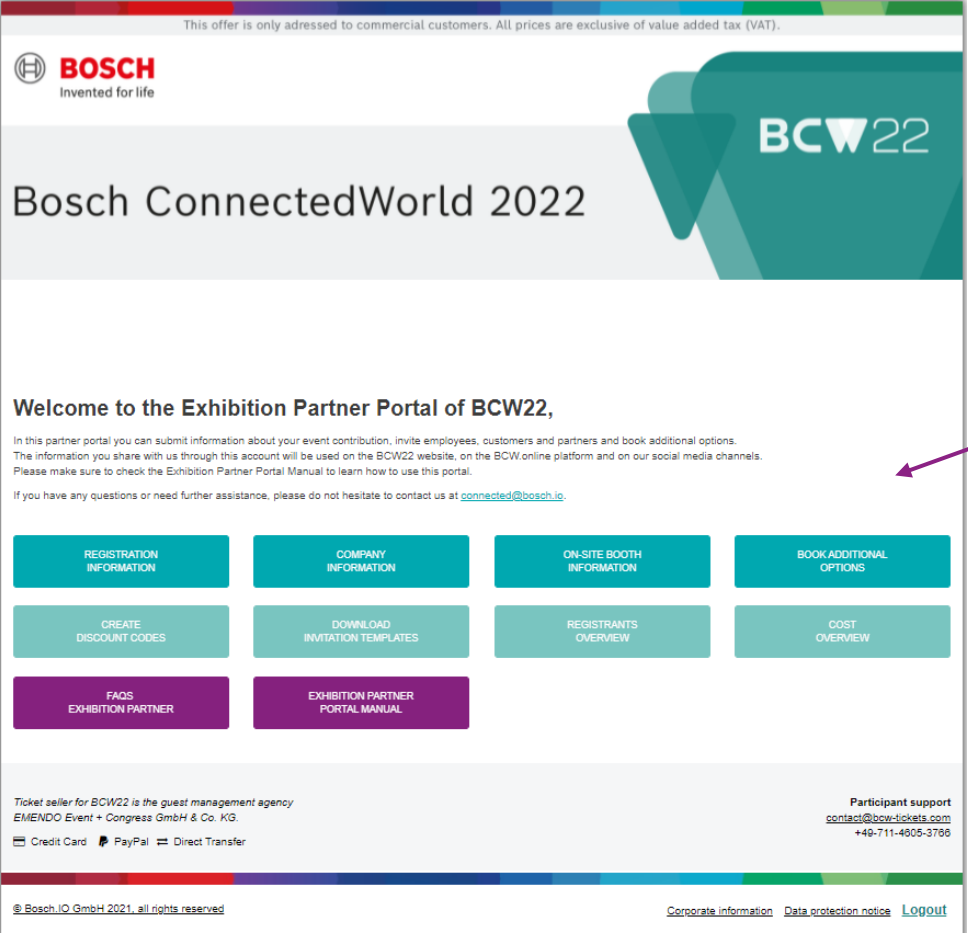 This offer is only adressed to commercial customers. All prices are exclusive of value added tax (VAT).
BOSCH
Invented for life
BCW22
Bosch ConnectedWorld 2022
Welcome to the Exhibition Partner Portal of BCW22,
In this partner portal you can submit information about your event contribution, invite employees, customers and partners and book additional options.
The information you share with us through this account will be used on the BCW22 website, on the BCW.online platform and on our social media channels.
Please make sure to check the Exhibition Partner Portal Manual to learn how to use this portal.
If you have any questions or need further assistance, please do not hesitate to contact us at connected@bosch.io.
REGISTRATION
INFORMATION
COMPANY
INFORMATION
ON-SITE BOOTH
INFORMATION
BOOK ADDITIONAL
OPTIONS
CREATE
DISCOUNT CODES
DOWNLOAD
INVITATION TEMPLATES
REGISTRANTS
OVERVIEW
COST
OVERVIEW
FAQS
EXHIBITION PARTNER
EXHIBITION PARTNER
PORTAL MANUAL
Ticket seller for BCW22 is the guest management agency
EMENDO Event + Congress GmbH & Co. KG.
Credit Card PayPal Direct Transfer
Participant support
contact@bcw-tickets.com
+49-711-4605-3766
© Bosch.IO GmbH 2021, all rights reserved
Corporate information Data protection notice Logout